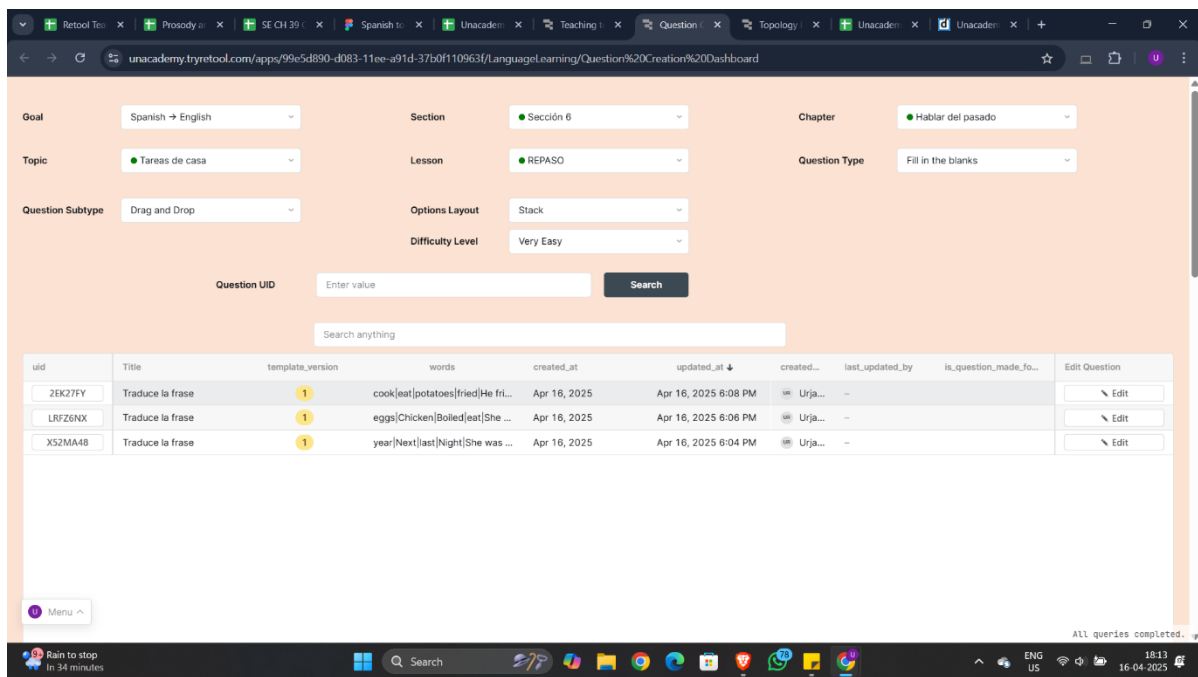 Retool Tea
Prosody ar
SE CH 39 C
Spanish to
Unacadem
Teaching t
Question C
Topology
Unacadem
Unacadem
unacademy.tryretool.com/apps/99e5d890-d083-11ee-a91d-37b0f110963f/LanguageLearning/Question%20Creation%20Dashboard
U
Goal Spanish → English Section Sección 6 Chapter Hablar del pasado
Topic Tareas de casa Lesson REPASO Question Type Fill in the blanks
Question Subtype Drag and Drop Options Layout Stack
Difficulty Level Very Easy
Question UID Enter value Search
Search anything
uid Title template_version words created_at updated_at created... last_updated_by is_question_made_fo... Edit Question
2EK27FY Traduce la frase 1 cook|eat|potatoes|fried|He fri... Apr 16, 2025 Apr 16, 2025 6:08 PM UR Urja... – Edit
LRFZ6NX Traduce la frase 1 eggs|Chicken|Boiled|eat|She ... Apr 16, 2025 Apr 16, 2025 6:06 PM UR Urja... – Edit
X52MA48 Traduce la frase 1 year|Next|last|Night|She was ... Apr 16, 2025 Apr 16, 2025 6:04 PM UR Urja... – Edit
U Menu
All queries completed.
9+ Rain to stop
In 34 minutes
Search
78
ENG
US
18:13
16-04-2025